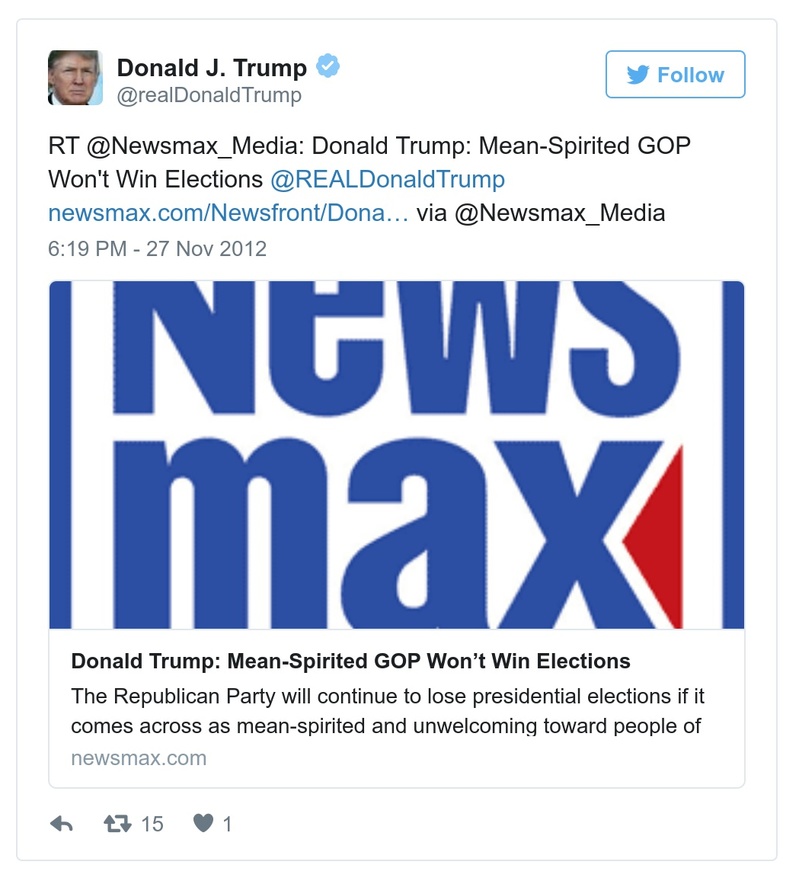 Donald J. Trump
@realDonaldTrump
Follow
RT @Newsmax_Media: Donald Trump: Mean-Spirited GOP
Won't Win Elections @REALDonaldTrump
newsmax.com/Newsfront/Dona… via @Newsmax_Media
6:19 PM - 27 Nov 2012
News
max
Donald Trump: Mean-Spirited GOP Won’t Win Elections
The Republican Party will continue to lose presidential elections if it
comes across as mean-spirited and unwelcoming toward people of
newsmax.com
15 1